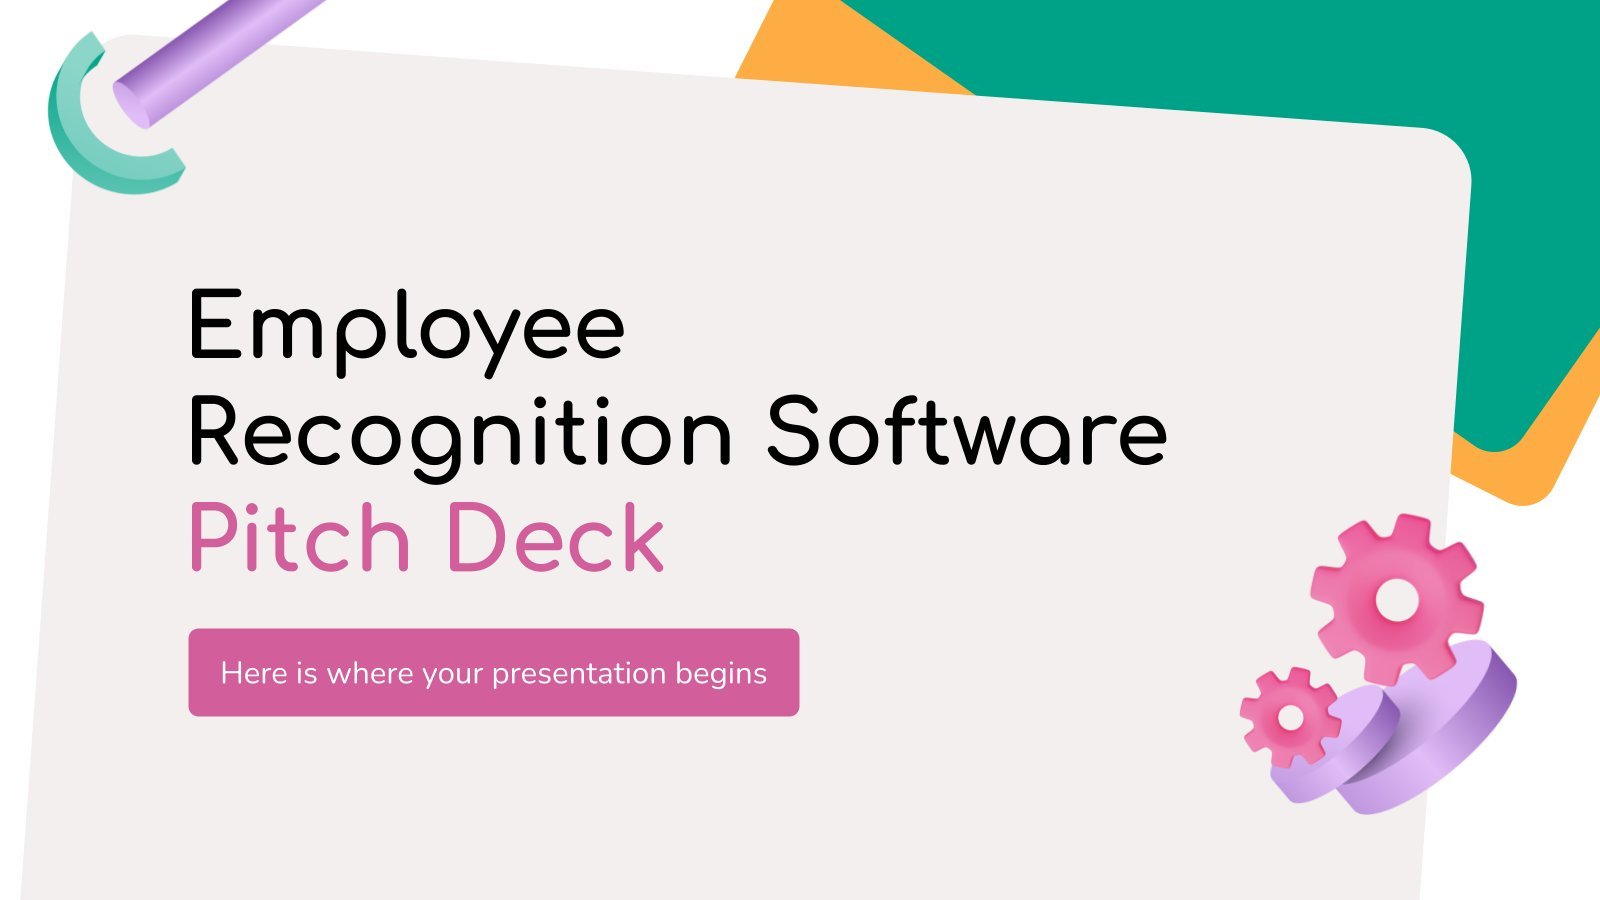 Employee
Recognition Software
Pitch Deck
Here is where your presentation begins